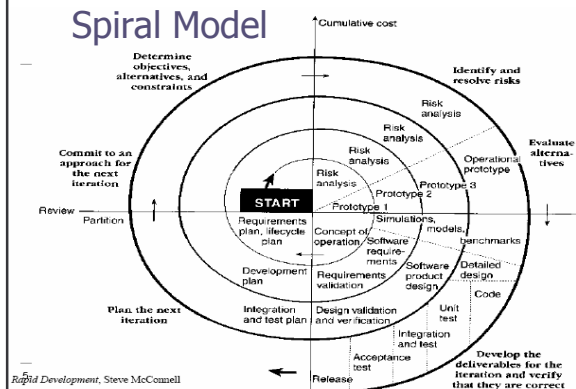 Spiral Model
Cumulative cost
Determine
objectives,
alternatives, and
constraints
Identify and
resolve risks
Risk
analysis
Risk
analysis
Risk
analysis
Risk
analysis
Commit to an
approach for
the next
iteration
Evaluate
alterna-
tives
Operational
prototype
Prototype 3
Prototype 2
Prototype 1
START
Review
Partition
Requirements
plan, lifecycle
plan
Concept of
operation
Simulations,
models,
benchmarks
Software
require-
ments
Development
plan
Requirements
validation
Software
product
design
Detailed
design
Code
Unit
test
Plan the next
iteration
Integration
and test plan
Design validation
and verification
Integration
and test
Acceptance
test
Release
Develop the
deliverables for the
iteration and verify
that they are correct
5
Rapid Development, Steve McConnell